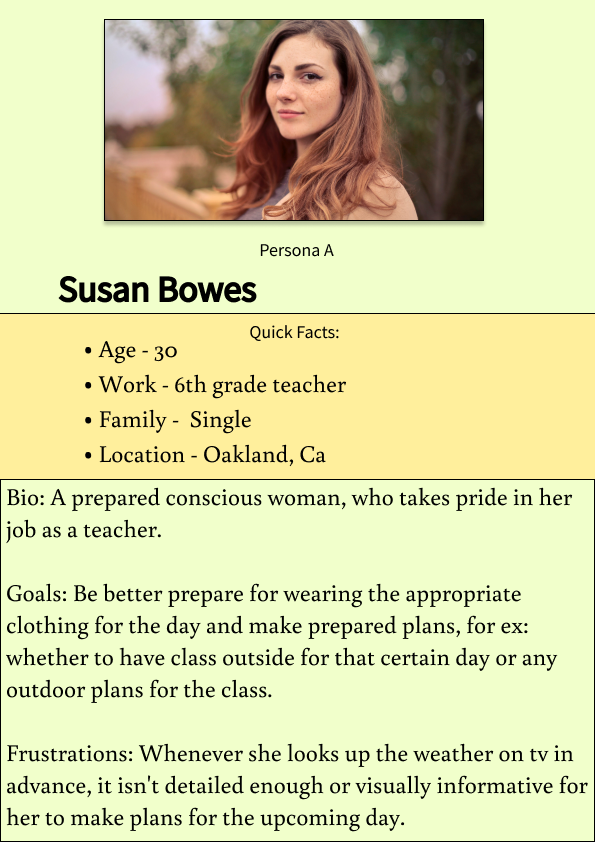 Persona A
Susan Bowes
Quick Facts:
• Age - 30
• Work - 6th grade teacher
• Family -  Single
• Location - Oakland, Ca
Bio: A prepared conscious woman, who takes pride in her
job as a teacher.
Goals: Be better prepare for wearing the appropriate
clothing for the day and make prepared plans, for ex:
whether to have class outside for that certain day or any
outdoor plans for the class.
Frustrations: Whenever she looks up the weather on tv in
advance, it isn't detailed enough or visually informative for
her to make plans for the upcoming day.